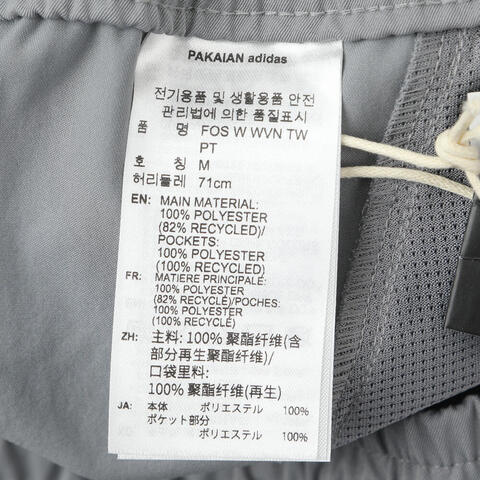 PAKAIAN adidas
전기용품 및 생활용품 안전
관리법에 의한 품질표시
품 명 FOS W WVN TW
PT
호 칭 M
허리둘레 71cm
EN: MAIN MATERIAL:
100% POLYESTER
(82% RECYCLED)/
POCKETS:
100% POLYESTER
(100% RECYCLED)
FR: MATIERE PRINCIPALE:
100% POLYESTER
(82% RECYCLÉ)/POCHES:
100% POLYESTER
(100% RECYCLÉ)
ZH: 主料: 100% 聚酯纤维(含
部分再生聚酯纤维)/
口袋里料:
100% 聚酯纤维(再生)
JA: 本体 ポリエステル 100%
ポケット部分
ポリエステル 100%